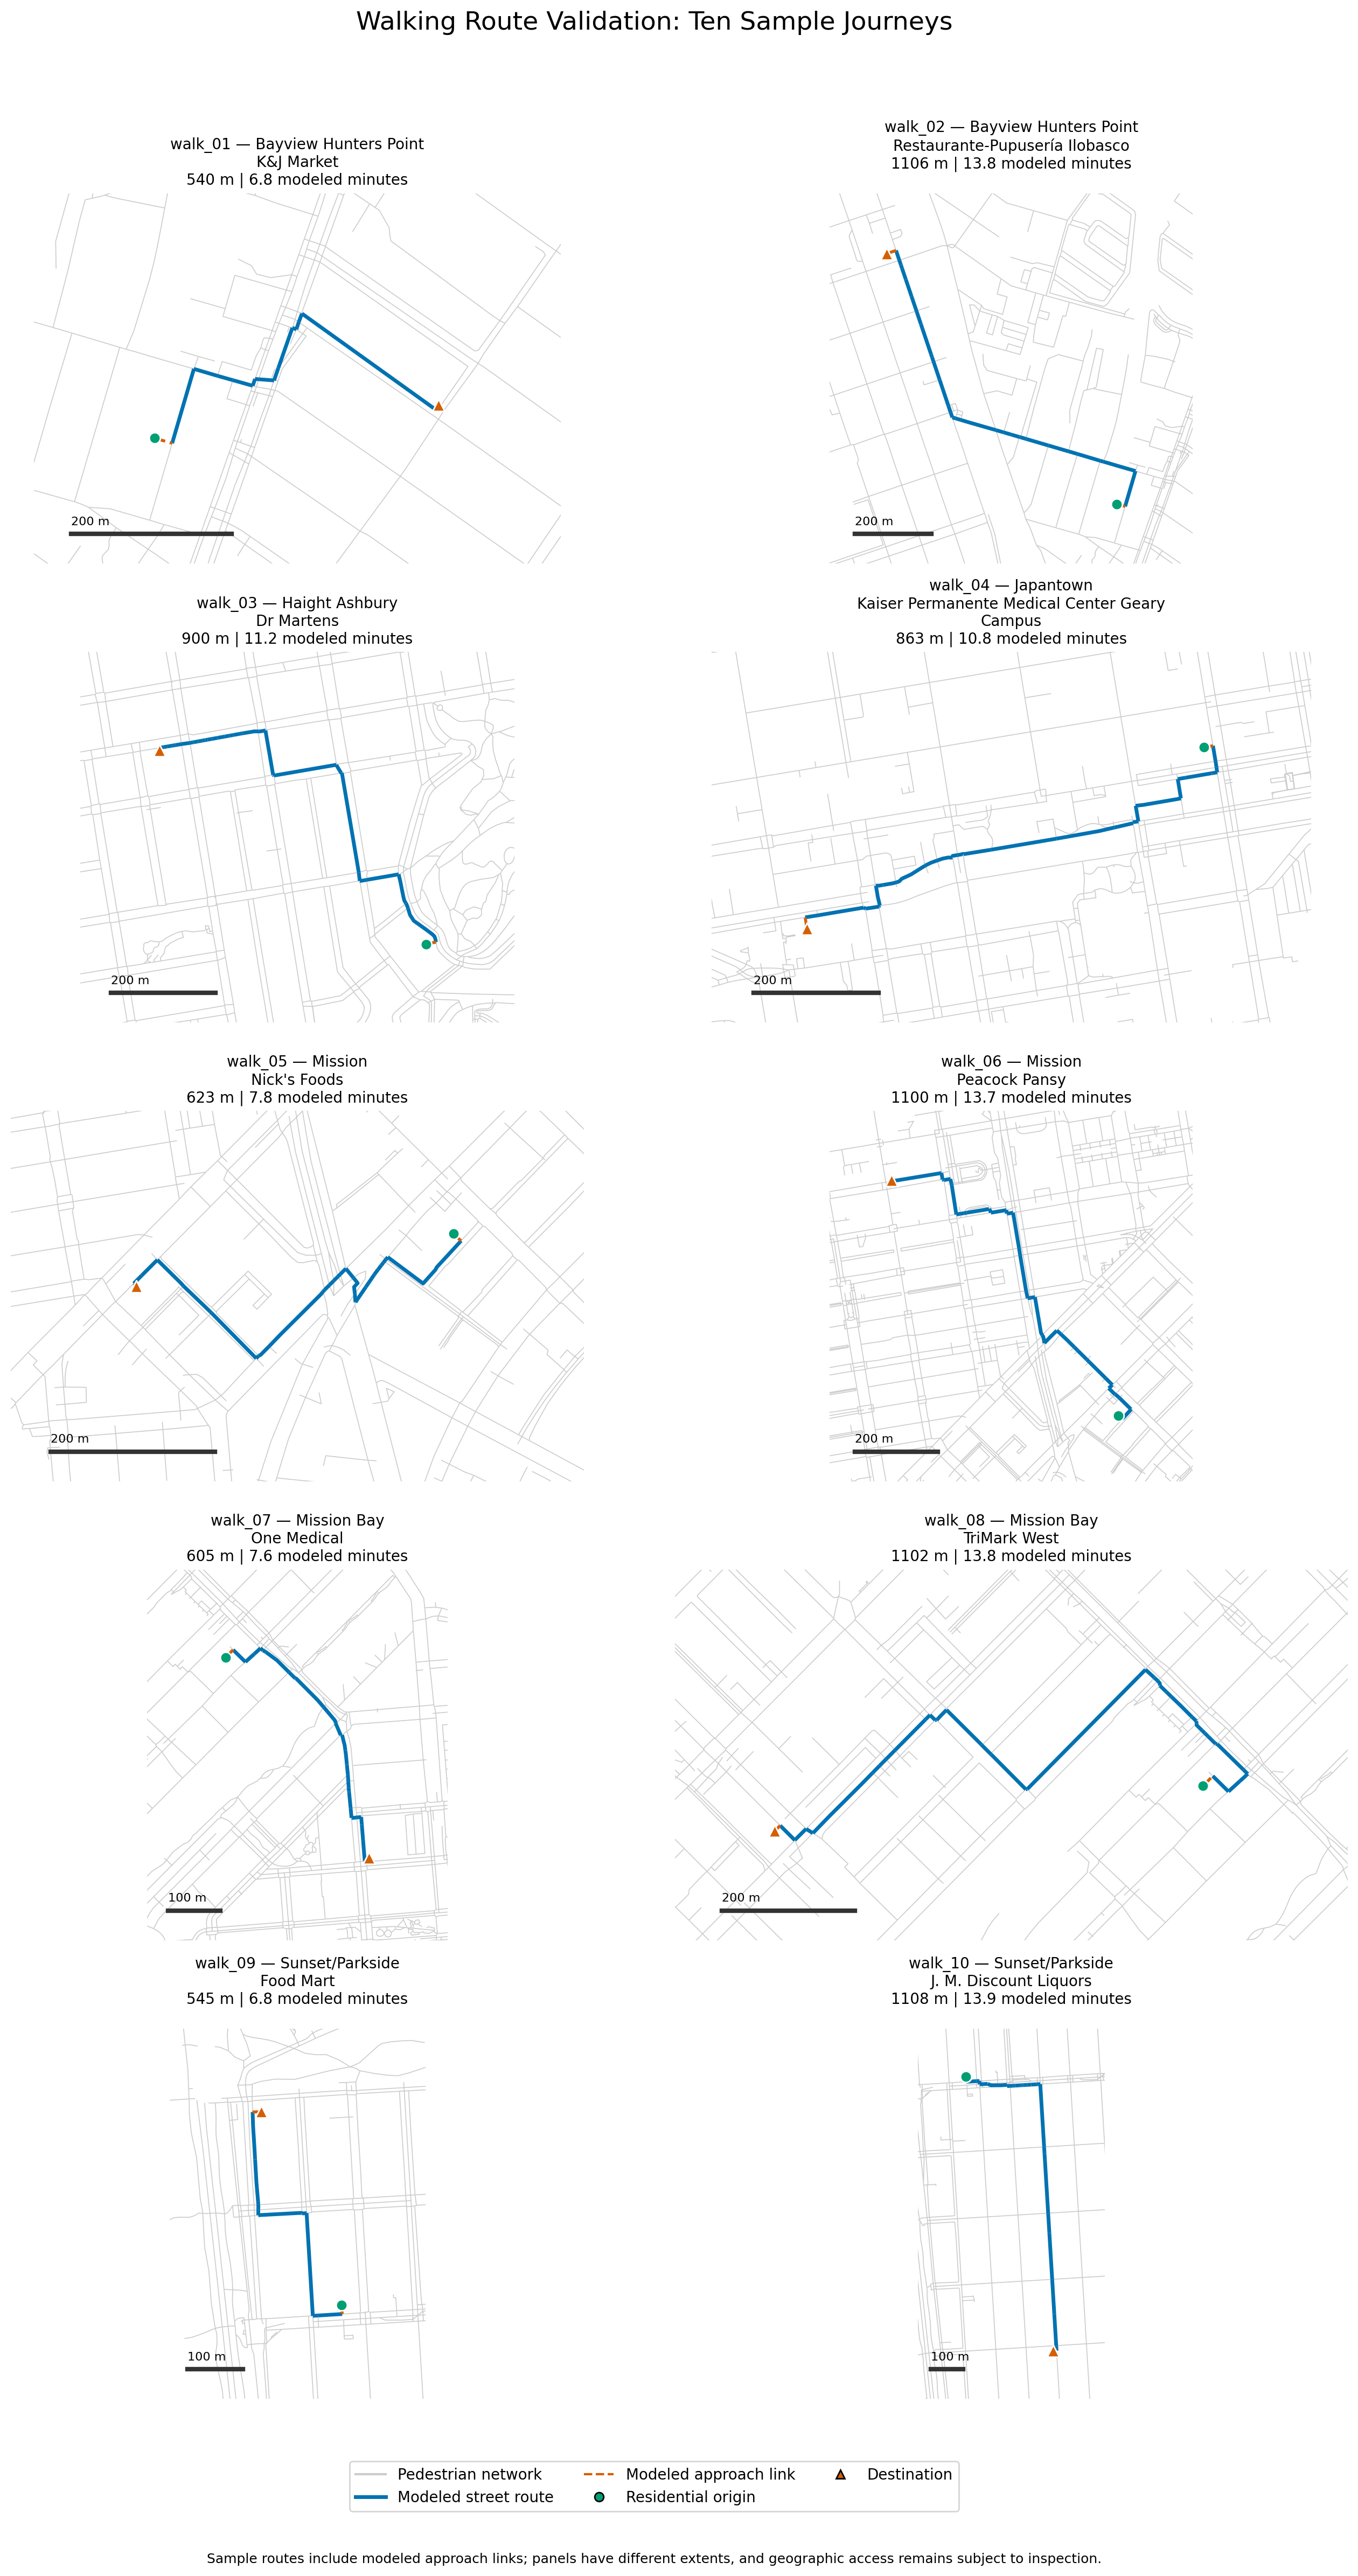 Walking Route Validation: Ten Sample Journeys
walk_01 — Bayview Hunters Point
K&J Market
540 m | 6.8 modeled minutes
200 m
walk_02 — Bayview Hunters Point
Restaurante-Pupusería Ilobasco
1106 m | 13.8 modeled minutes
200 m
walk_03 — Haight Ashbury
Dr Martens
900 m | 11.2 modeled minutes
200 m
walk_04 — Japantown
Kaiser Permanente Medical Center Geary
Campus
863 m | 10.8 modeled minutes
200 m
walk_05 — Mission
Nick's Foods
623 m | 7.8 modeled minutes
200 m
walk_06 — Mission
Peacock Pansy
1100 m | 13.7 modeled minutes
200 m
walk_07 — Mission Bay
One Medical
605 m | 7.6 modeled minutes
100 m
walk_08 — Mission Bay
TriMark West
1102 m | 13.8 modeled minutes
200 m
walk_09 — Sunset/Parkside
Food Mart
545 m | 6.8 modeled minutes
100 m
walk_10 — Sunset/Parkside
J. M. Discount Liquors
1108 m | 13.9 modeled minutes
100 m
Pedestrian network
Modeled street route
Modeled approach link
Residential origin
Destination
Sample routes include modeled approach links; panels have different extents, and geographic access remains subject to inspection.